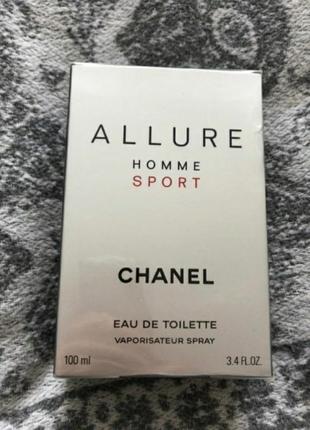 ALLURE
HOMME
SPORT
CHANEL
EAU DE TOILETTE
VAPORISATEUR SPRAY
100 ml 3.4 FL.OZ.